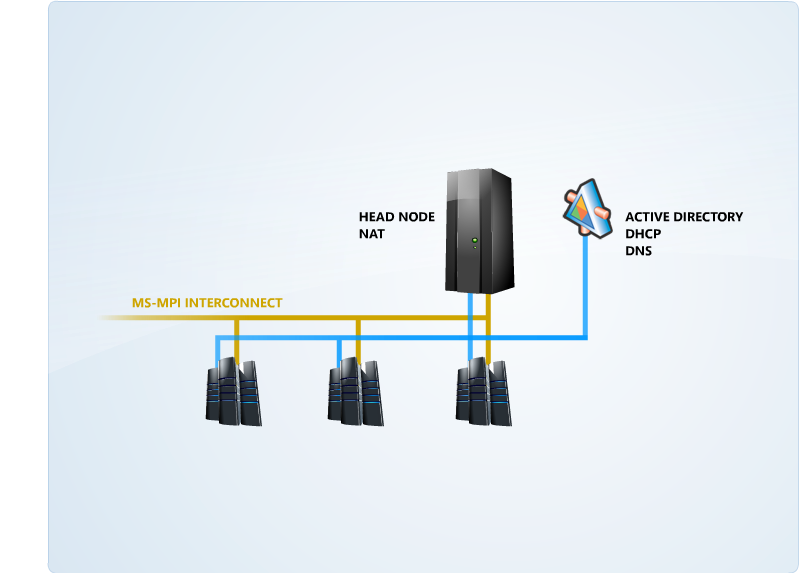 HEAD NODE
NAT
ACTIVE DIRECTORY
DHCP
DNS
MS-MPI INTERCONNECT